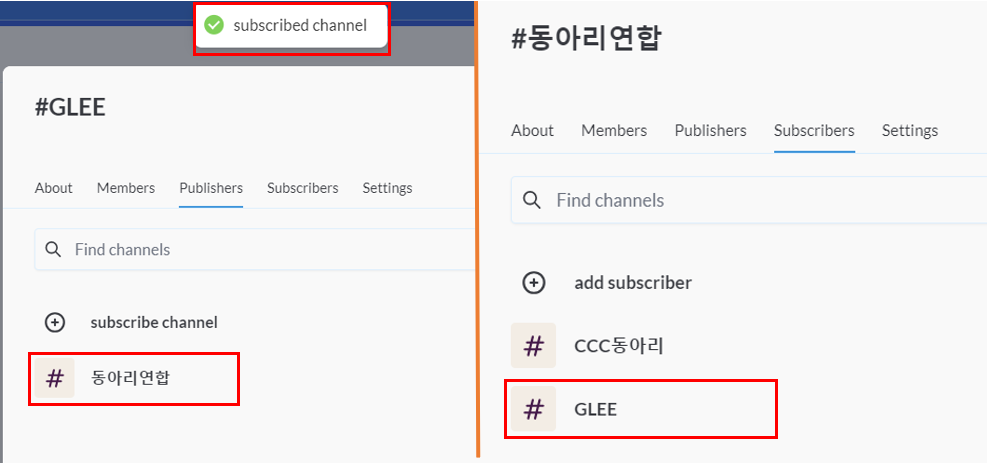 subscribed channel
#GLEE
About Members Publishers Subscribers Settings
Find channels
subscribe channel
# 동아리연합
#동아리연합
About Members Publishers Subscribers Settings
Find channels
add subscriber
# CCC동아리
# GLEE